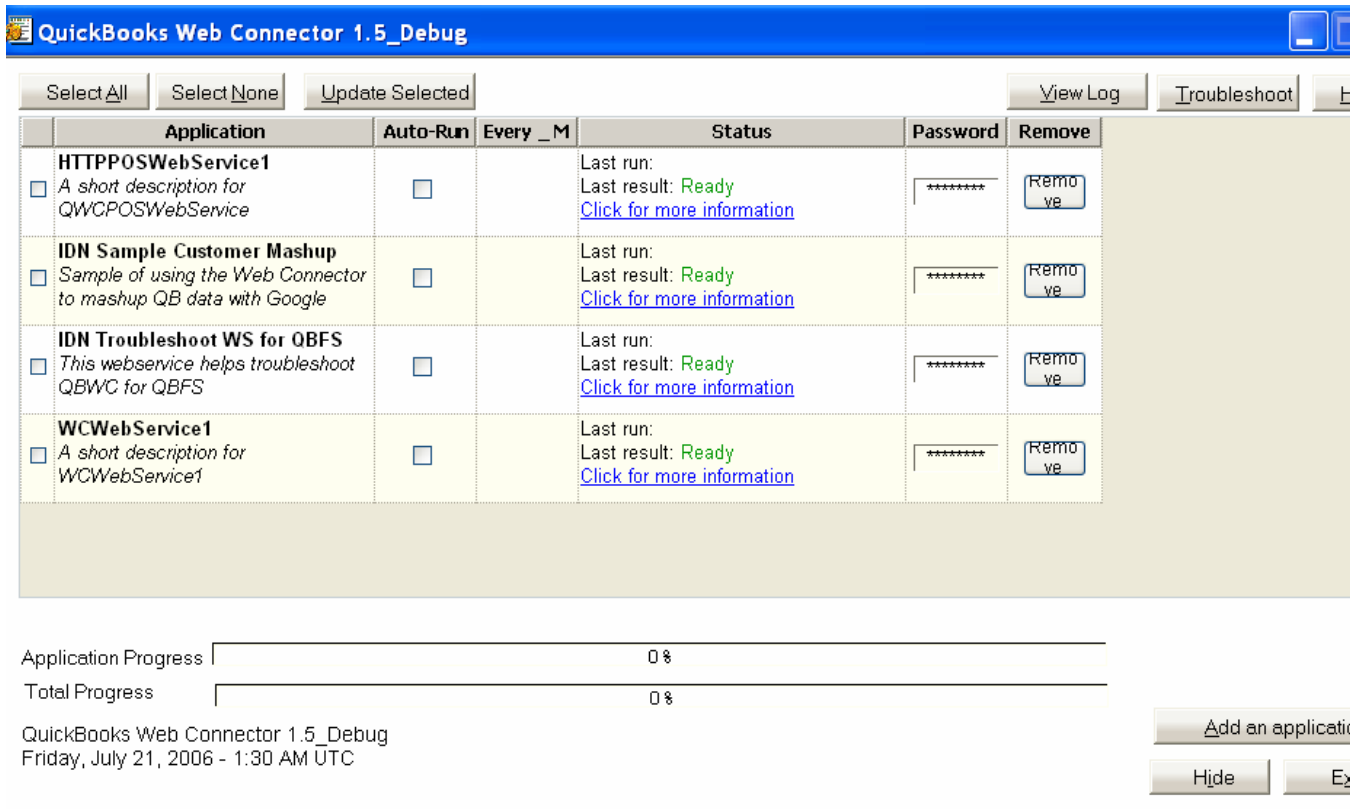 QuickBooks Web Connector 1.5_Debug
Select All Select None Update Selected View Log Troubleshoot H
Application Auto-Run Every _M Status Password Remove
HTTPPOSWebService1
A short description for
QWCPOSWebService
Last run:
Last result: Ready
Click for more information
********
Remo
ve
IDN Sample Customer Mashup
Sample of using the Web Connector
to mashup QB data with Google
Last run:
Last result: Ready
Click for more information
********
Remo
ve
IDN Troubleshoot WS for QBFS
This webservice helps troubleshoot
QBWC for QBFS
Last run:
Last result: Ready
Click for more information
********
Remo
ve
WCWebService1
A short description for
WCWebService1
Last run:
Last result: Ready
Click for more information
********
Remo
ve
Application Progress 0 %
Total Progress 0 %
QuickBooks Web Connector 1.5_Debug
Friday, July 21, 2006 - 1:30 AM UTC
Add an applicatio
Hide Ex